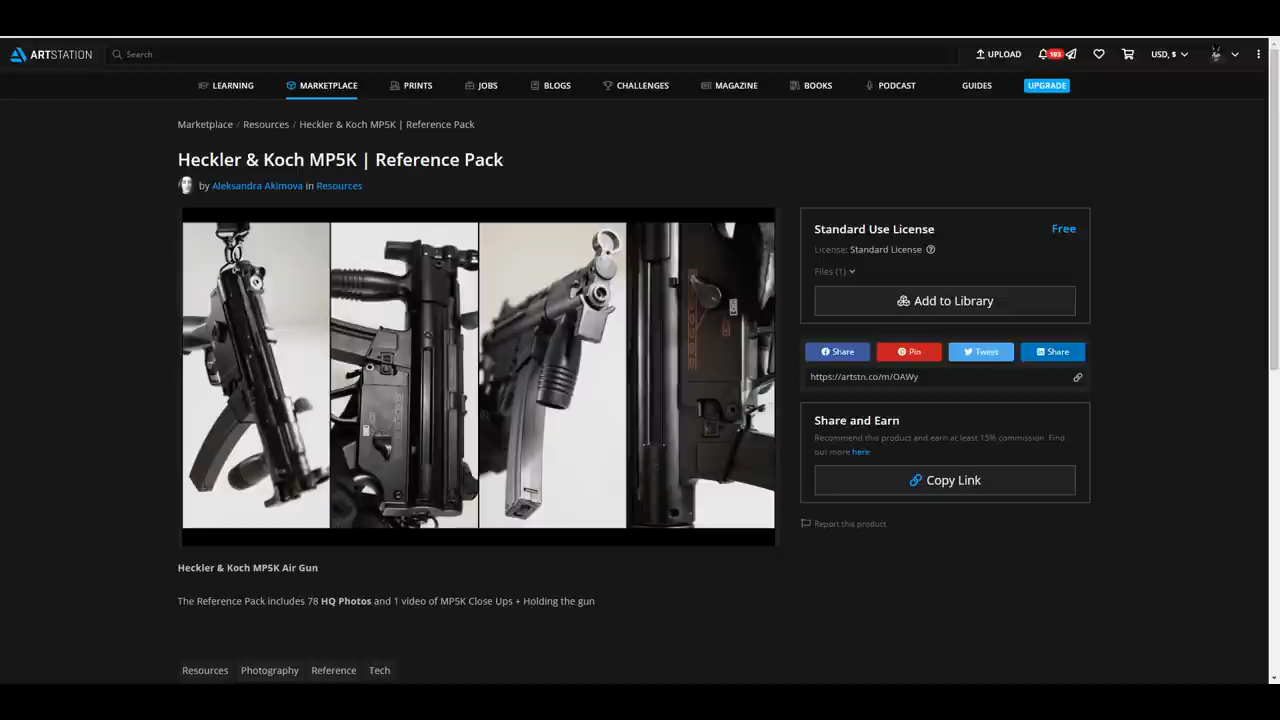 ARTSTATION Search UPLOAD 193 USD, $
LEARNING MARKETPLACE PRINTS JOBS BLOGS CHALLENGES MAGAZINE BOOKS PODCAST GUIDES UPGRADE
Marketplace / Resources / Heckler & Koch MP5K | Reference Pack
Heckler & Koch MP5K | Reference Pack
by Aleksandra Akimova in Resources
Standard Use License Free
License: Standard License
Files (1)
Add to Library
Share Pin Tweet Share
https://artstn.co/m/OAWy
Share and Earn
Recommend this product and earn at least 15% commission. Find
out more here
Copy Link
Report this product
Heckler & Koch MP5K Air Gun
The Reference Pack includes 78 HQ Photos and 1 video of MP5K Close Ups + Holding the gun
Resources Photography Reference Tech